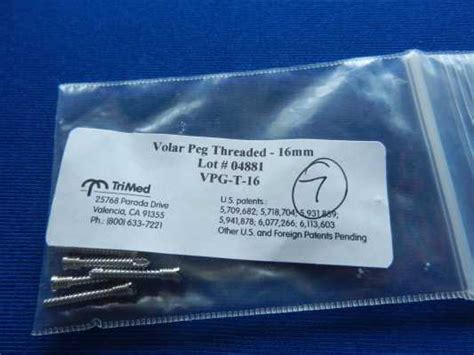 Volar Peg Threaded - 16mm
Lot # 04881
VPG-T-16
7
TriMed
25768 Parada Drive
Valencia, CA 91355
Ph: (800) 633-7221
U.S. patents:
5,709,682; 5,718,704; 5,931,839;
5,941,878; 6,077,266; 6,113,603
Other U.S. and Foreign Patents Pending